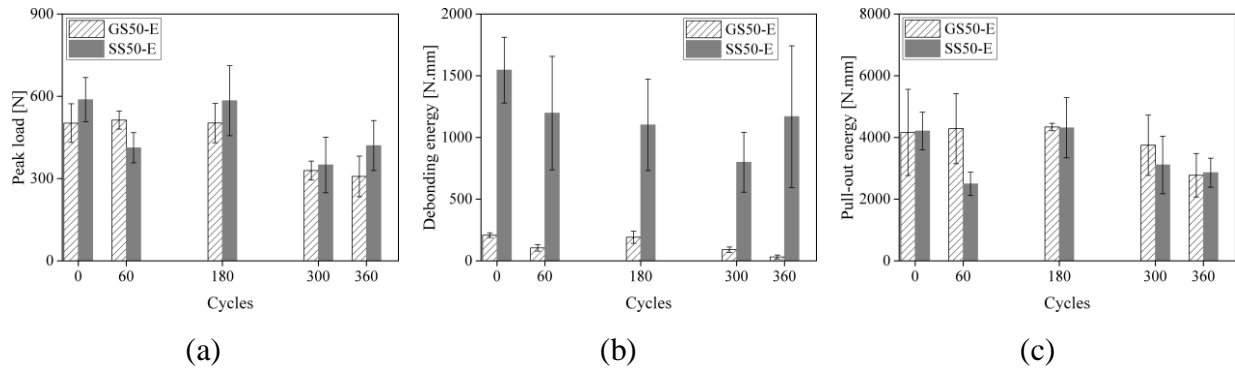 900
600
300
0
Peak load [N]
GS50-E
SS50-E
0 60 180 300 360
Cycles
(a)
2000
1500
1000
500
0
Debonding energy [N.mm]
GS50-E
SS50-E
0 60 180 300 360
Cycles
(b)
8000
6000
4000
2000
0
Pull-out energy [N.mm]
GS50-E
SS50-E
0 60 180 300 360
Cycles
(c)